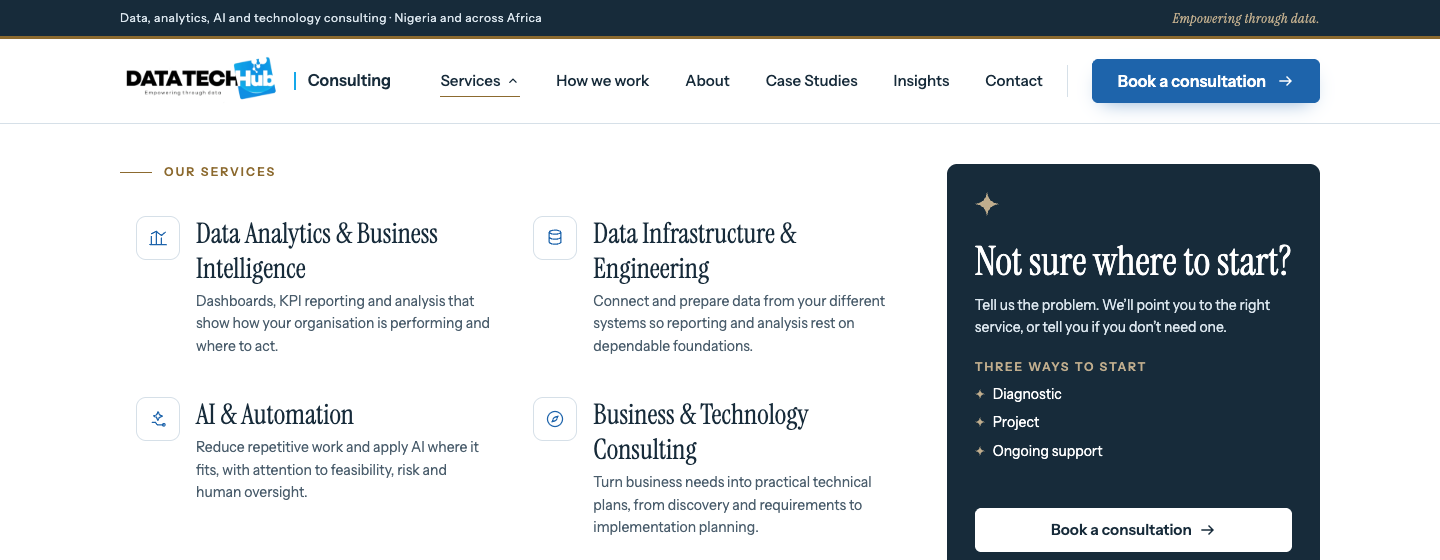 Data, analytics, AI and technology consulting · Nigeria and across Africa
Empowering through data.
DATATECHHub
Empowering through data
Consulting
Services
How we work
About
Case Studies
Insights
Contact
Book a consultation →
OUR SERVICES
Data Analytics & Business
Intelligence
Dashboards, KPI reporting and analysis that
show how your organisation is performing and
where to act.
Data Infrastructure &
Engineering
Connect and prepare data from your different
systems so reporting and analysis rest on
dependable foundations.
AI & Automation
Reduce repetitive work and apply AI where it
fits, with attention to feasibility, risk and
human oversight.
Business & Technology
Consulting
Turn business needs into practical technical
plans, from discovery and requirements to
implementation planning.
Not sure where to start?
Tell us the problem. We’ll point you to the right
service, or tell you if you don’t need one.
THREE WAYS TO START
Diagnostic
Project
Ongoing support
Book a consultation →